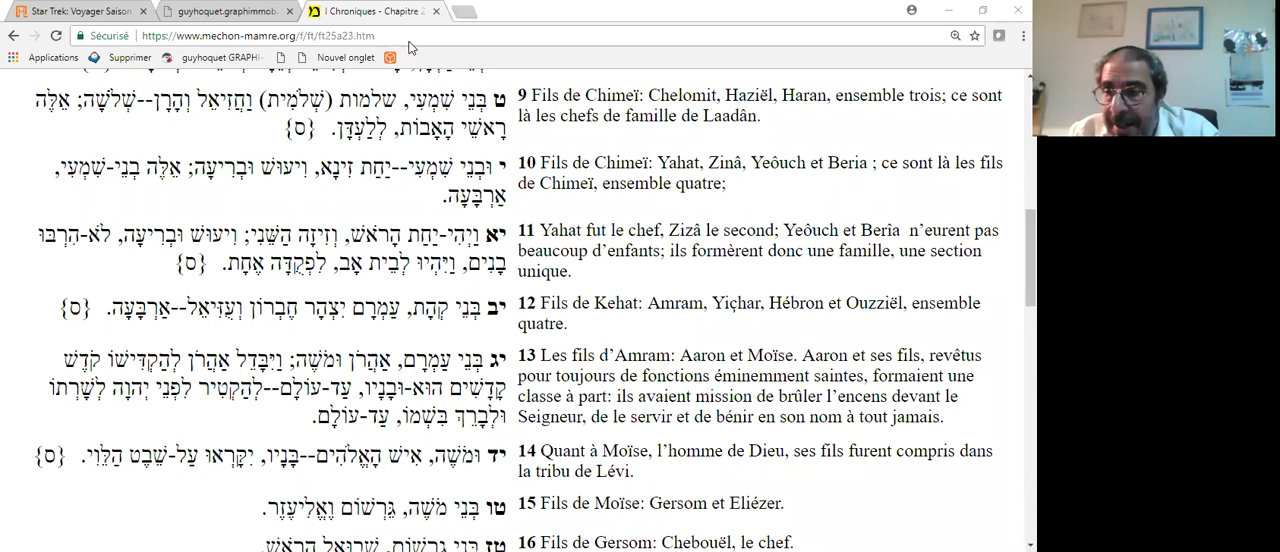 Star Trek: Voyager Saison
guyhoquet.graphimmob
I Chroniques - Chapitre 2
Sécurisé
https://www.mechon-mamre.org/f/ft/ft25a23.htm
Applications
Supprimer
guyhoquet GRAPHI
Nouvel onglet
ט בְּנֵי שִׁמְעִי, שלמות (שְׁלֹמִית) וַחֲזִיאֵל וְהָרָן--שְׁלֹשָׁה; אֵלֶּה
רָאשֵׁי הָאָבוֹת, לְלַעְדָּן. {ס}
9 Fils de Chimeï: Chelomit, Haziël, Haran, ensemble trois; ce sont
là les chefs de famille de Laadân.
י וּבְנֵי שִׁמְעִי--יַחַת זִינָא, וִיעוּשׁ וּבְרִיעָה; אֵלֶּה בְנֵי-שִׁמְעִי,
אַרְבָּעָה.
10 Fils de Chimeï: Yahat, Zinâ, Yeôuch et Beria ; ce sont là les fils
de Chimeï, ensemble quatre;
יא וַיְהִי-יַחַת הָרֹאשׁ, וְזִיזָה הַשֵּׁנִי; וִיעוּשׁ וּבְרִיעָה, לֹא-הִרְבּוּ
בָנִים, וַיִּהְיוּ לְבֵית אָב, לִפְקֻדָּה אֶחָת. {ס}
11 Yahat fut le chef, Zizâ le second; Yeôuch et Berîa n’eurent pas
beaucoup d’enfants; ils formèrent donc une famille, une section
unique.
יב בְּנֵי קְהָת, עַמְרָם יִצְהָר חֶבְרוֹן וְעֻזִּיאֵל--אַרְבָּעָה. {ס}
12 Fils de Kehat: Amram, Yiçhar, Hébron et Ouzziël, ensemble
quatre.
יג בְּנֵי עַמְרָם, אַהֲרֹן וּמֹשֶׁה; וַיִּבָּדֵל אַהֲרֹן לְהַקְדִּישׁוֹ קֹדֶשׁ
קָדָשִׁים הוּא-וּבָנָיו, עַד-עוֹלָם--לְהַקְטִיר לִפְנֵי יְהוָה לְשָׁרְתוֹ
וּלְבָרֵךְ בִּשְׁמוֹ, עַד-עוֹלָם.
13 Les fils d’Amram: Aaron et Moïse. Aaron et ses fils, revêtus
pour toujours de fonctions éminemment saintes, formaient une
classe à part: ils avaient mission de brûler l’encens devant le
Seigneur, de le servir et de bénir en son nom à tout jamais.
יד וּמֹשֶׁה, אִישׁ הָאֱלֹהִים--בָּנָיו, יִקָּרְאוּ עַל-שֵׁבֶט הַלֵּוִי. {ס}
14 Quant à Moïse, l’homme de Dieu, ses fils furent compris dans
la tribu de Lévi.
טו בְּנֵי מֹשֶׁה, גֵּרְשֹׁום וֶאֱלִיעֶזֶר.
15 Fils de Moïse: Gersom et Eliézer.
טז בְּנֵי גֵרְשׁוֹם, שְׁבוּאֵל הָרֹאשׁ.
16 Fils de Gersom: Chebouël, le chef.